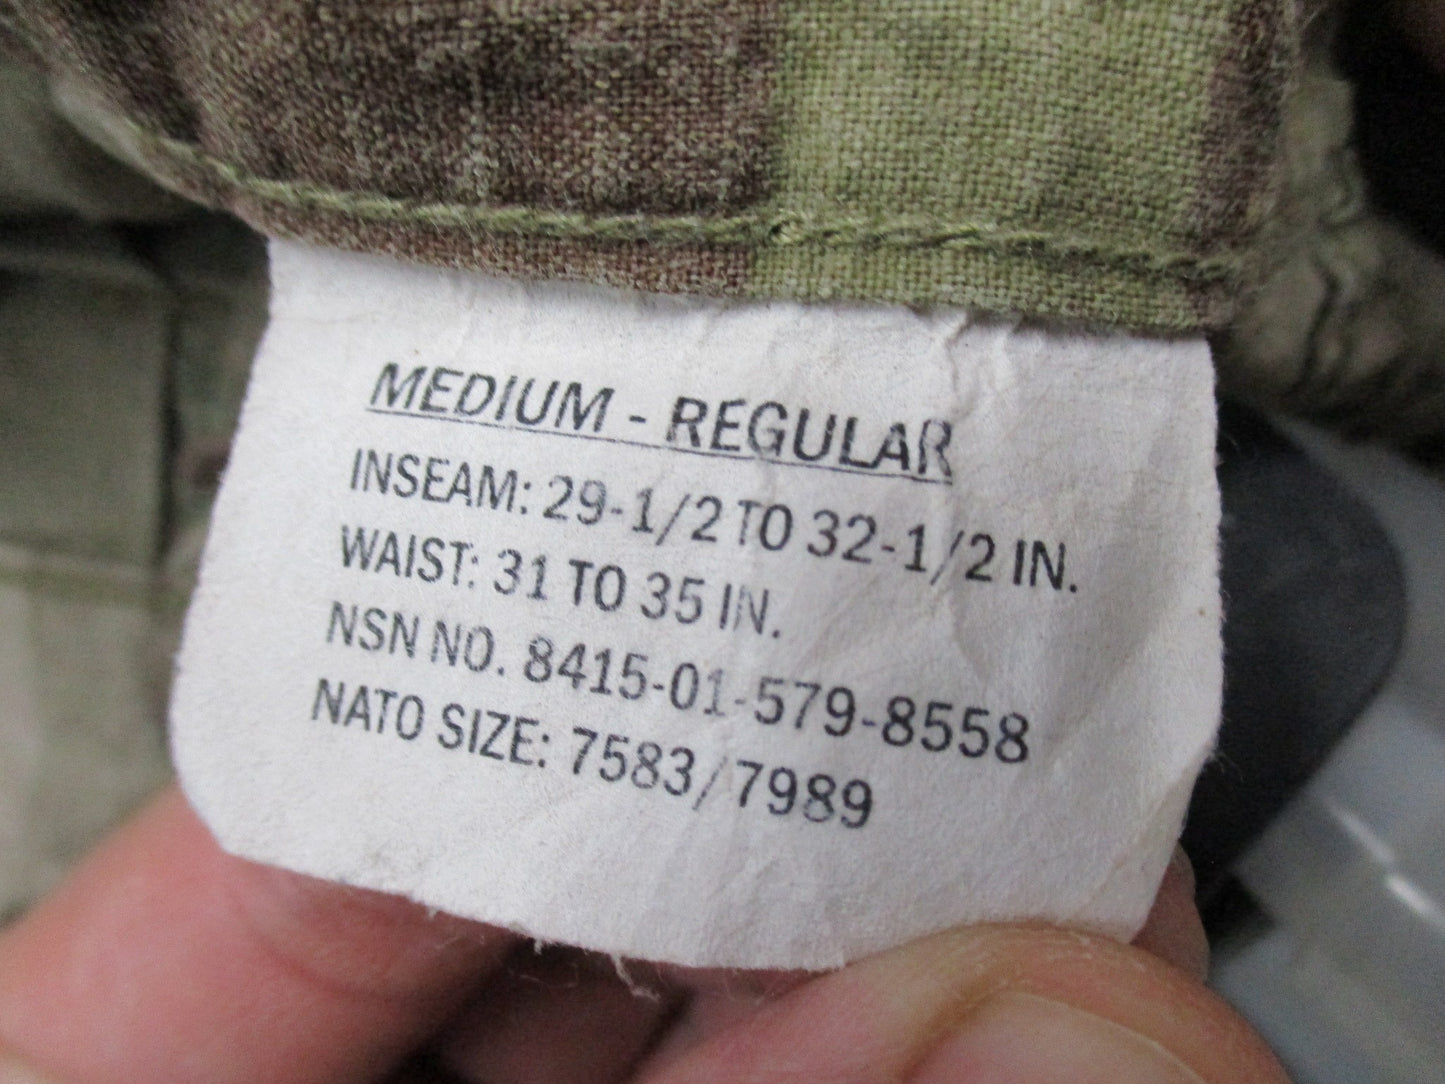 MEDIUM - REGULAR
INSEAM: 29-1/2 TO 32-1/2 IN.
WAIST: 31 TO 35 IN.
NSN NO. 8415-01-579-8558
NATO SIZE: 7583/7989